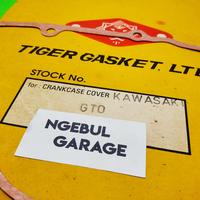 TIGER GASKET. LTD
STOCK No.
for: CRANKCASE COVER KAWASAKI
GTO
NGEBUL
GARAGE